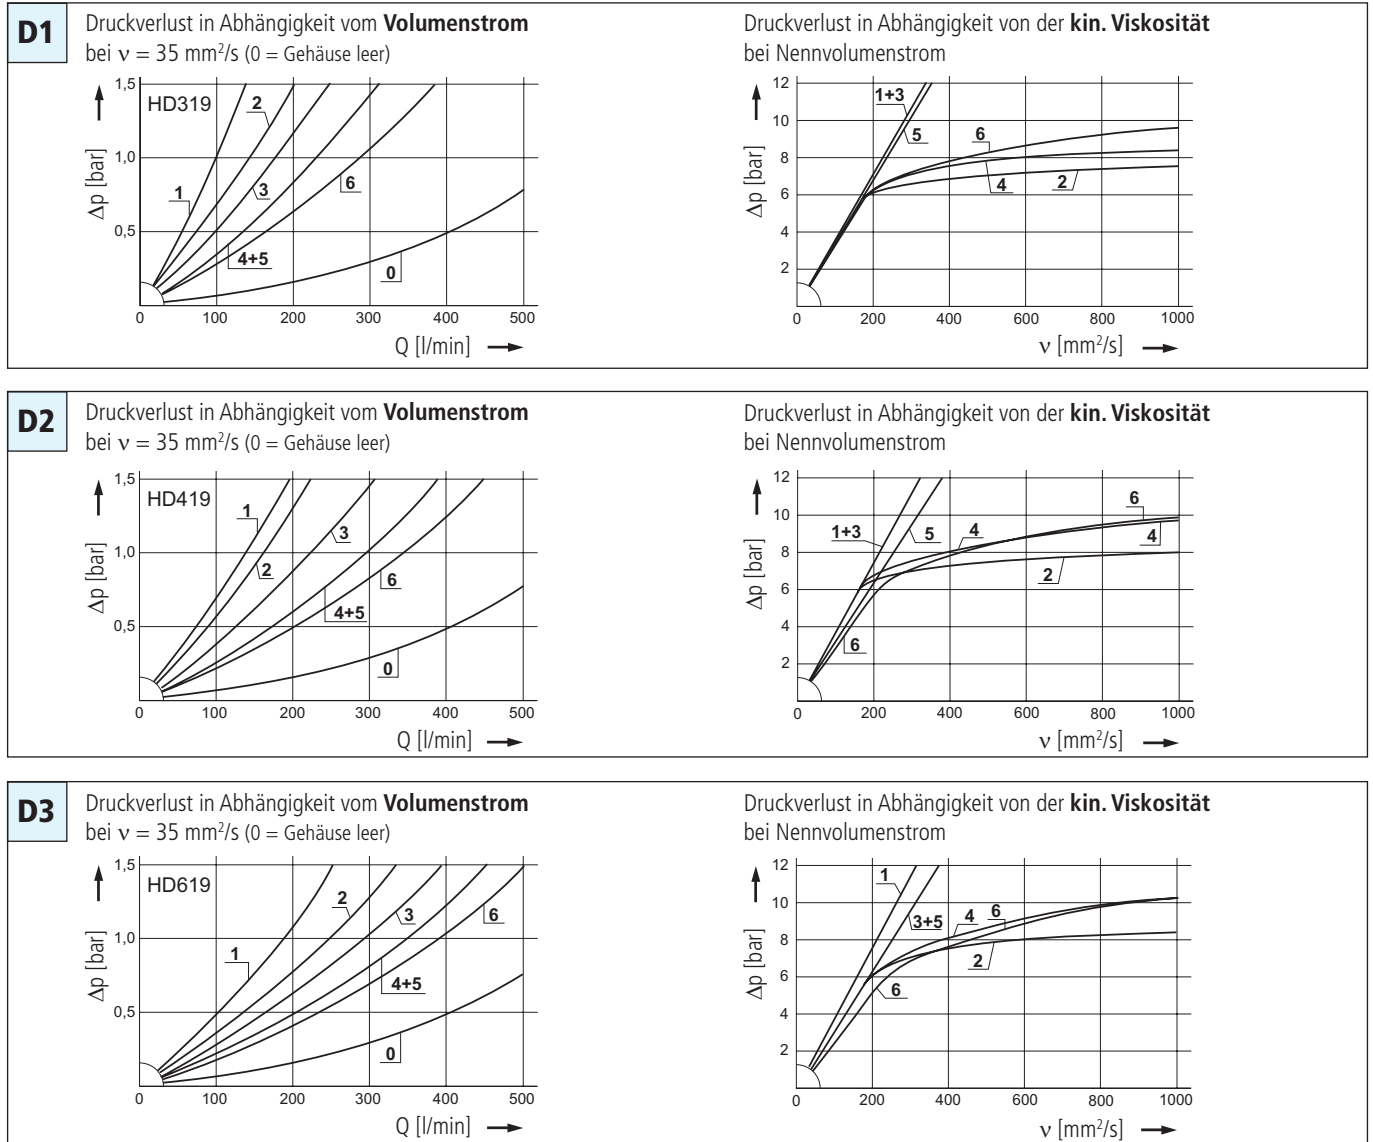 D1
Druckverlust in Abhängigkeit vom Volumenstrom
bei ν = 35 mm²/s (0 = Gehäuse leer)
1,5
1,0
0,5
Δp [bar]
HD319
1
2
3
4+5
6
0
0 100 200 300 400 500
Q [l/min]
Druckverlust in Abhängigkeit von der kin. Viskosität
bei Nennvolumenstrom
12
10
8
6
4
2
Δp [bar]
1+3
5
6
4
2
0 200 400 600 800 1000
ν [mm²/s]
D2
Druckverlust in Abhängigkeit vom Volumenstrom
bei ν = 35 mm²/s (0 = Gehäuse leer)
1,5
1,0
0,5
Δp [bar]
HD419
1
2
3
4+5
6
0
0 100 200 300 400 500
Q [l/min]
Druckverlust in Abhängigkeit von der kin. Viskosität
bei Nennvolumenstrom
12
10
8
6
4
2
Δp [bar]
1+3
5
4
6
4
2
6
0 200 400 600 800 1000
ν [mm²/s]
D3
Druckverlust in Abhängigkeit vom Volumenstrom
bei ν = 35 mm²/s (0 = Gehäuse leer)
1,5
1,0
0,5
Δp [bar]
HD619
1
2
3
4+5
6
0
0 100 200 300 400 500
Q [l/min]
Druckverlust in Abhängigkeit von der kin. Viskosität
bei Nennvolumenstrom
12
10
8
6
4
2
Δp [bar]
1
3+5
4
6
2
6
0 200 400 600 800 1000
ν [mm²/s]